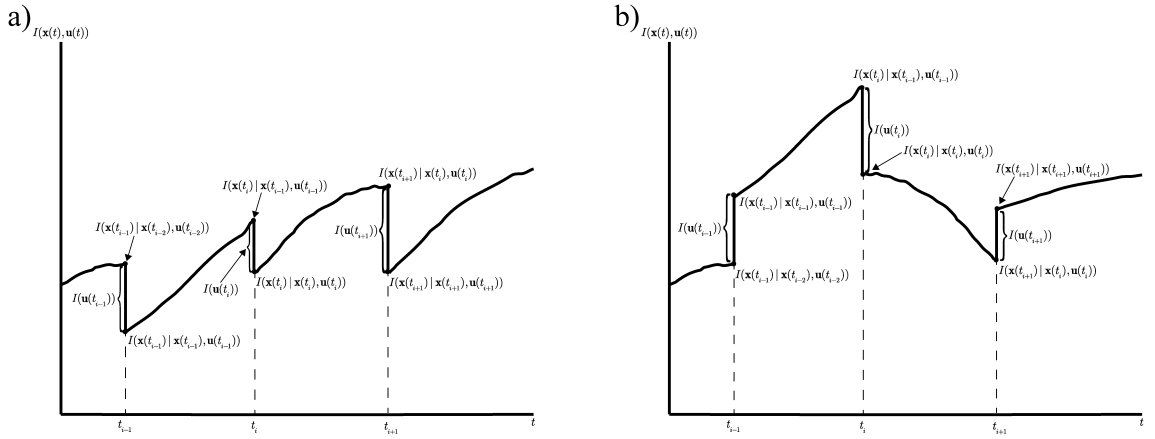 a)
I(x(t),u(t))
I(x(t_{i+1}) | x(t_i),u(t_i))
I(x(t_i) | x(t_{i-1}),u(t_{i-1}))
I(x(t_{i-1}) | x(t_{i-2}),u(t_{i-2}))
I(u(t_{i+1}))
I(u(t_{i-1}))
I(u(t_i))
I(x(t_i) | x(t_i),u(t_i))
I(x(t_{i+1}) | x(t_{i+1}),u(t_{i+1}))
I(x(t_{i-1}) | x(t_{i-1}),u(t_{i-1}))
t_{i-1}
t_i
t_{i+1}
t
b)
I(x(t),u(t))
I(x(t_i) | x(t_{i-1}),u(t_{i-1}))
I(u(t_i))
I(x(t_i) | x(t_i),u(t_i))
I(x(t_{i+1}) | x(t_{i+1}),u(t_{i+1}))
I(x(t_{i-1}) | x(t_{i-1}),u(t_{i-1}))
I(u(t_{i-1}))
I(u(t_{i+1}))
I(x(t_{i-1}) | x(t_{i-2}),u(t_{i-2}))
I(x(t_{i+1}) | x(t_i),u(t_i))
t_{i-1}
t_i
t_{i+1}
t